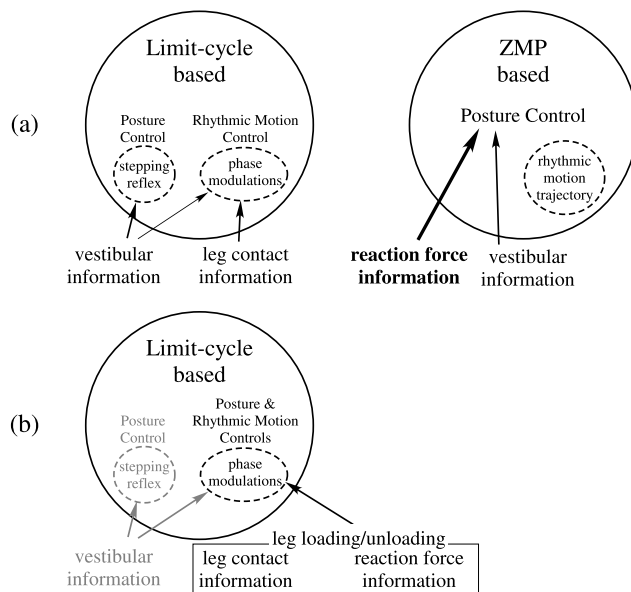 (a)
Limit-cycle
based
Posture
Control
Rhythmic Motion
Control
stepping
reflex
phase
modulations
vestibular
information
leg contact
information
ZMP
based
Posture Control
rhythmic
motion
trajectory
reaction force
information
vestibular
information
(b)
Limit-cycle
based
Posture
Control
Posture &
Rhythmic Motion
Controls
stepping
reflex
phase
modulations
vestibular
information
leg loading/unloading
leg contact
information
reaction force
information